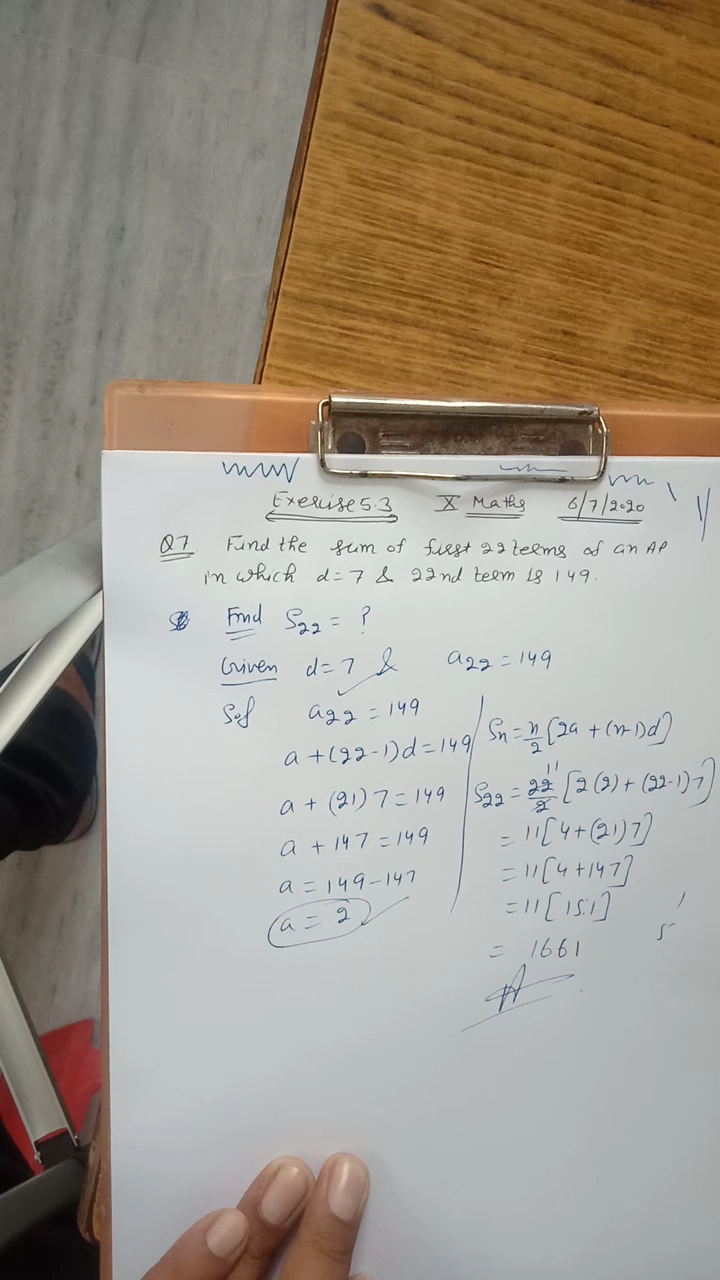 Exercise 5.3 X Maths 6/7/2020
Q7 Find the sum of first 22 terms of an AP
in which d=7 & 22nd term is 149.
Find S22 = ?
Given d=7 & a22 = 149
Sol a22 = 149
a+(22-1)d=149
a + (21)7=149
a + 147 =149
a = 149-147
a = 2
Sn = n/2 [2a + (n-1)d]
S22 = 22/2 11 [2(2) + (22-1)7]
= 11[4+(21)7]
= 11[4+147]
= 11[151]
= 1661